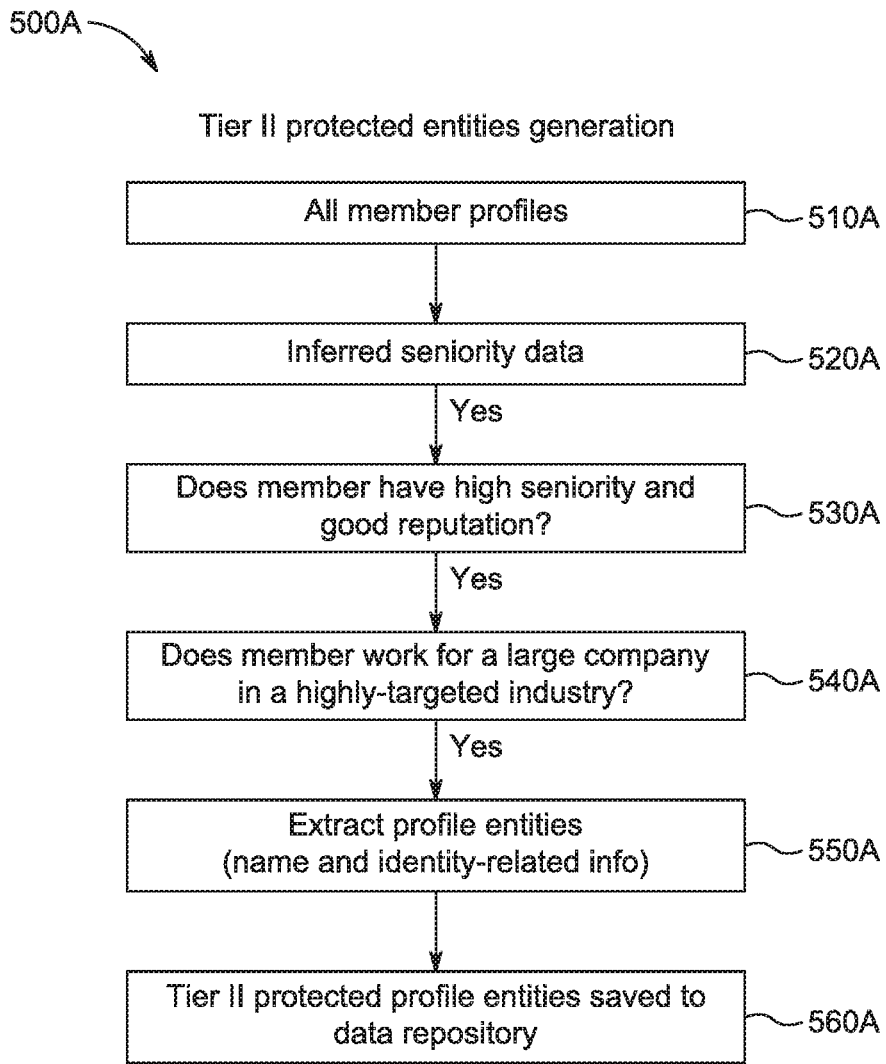 500A
Tier II protected entities generation
All member profiles
510A
Inferred seniority data
520A
Yes
Does member have high seniority and
good reputation?
530A
Yes
Does member work for a large company
in a highly-targeted industry?
540A
Yes
Extract profile entities
(name and identity-related info)
550A
Tier II protected profile entities saved to
data repository
560A